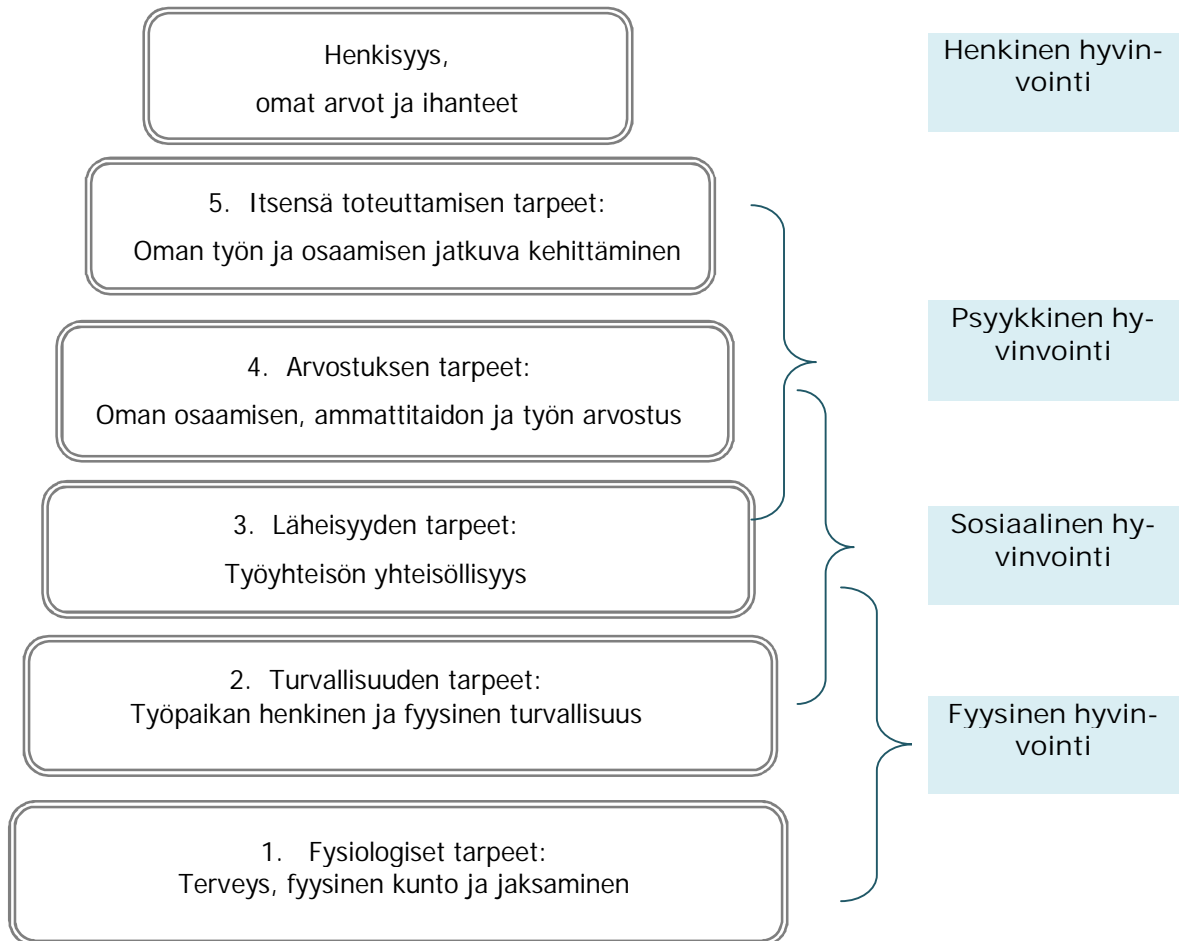 Henkisyys,
omat arvot ja ihanteet
Henkinen hyvin-
vointi
5. Itsensä toteuttamisen tarpeet:
Oman työn ja osaamisen jatkuva kehittäminen
4. Arvostuksen tarpeet:
Oman osaamisen, ammattitaidon ja työn arvostus
Psyykkinen hy-
vinvointi
3. Läheisyyden tarpeet:
Työyhteisön yhteisöllisyys
Sosiaalinen hy-
vinvointi
2. Turvallisuuden tarpeet:
Työpaikan henkinen ja fyysinen turvallisuus
Fyysinen hyvin-
vointi
1. Fysiologiset tarpeet:
Terveys, fyysinen kunto ja jaksaminen